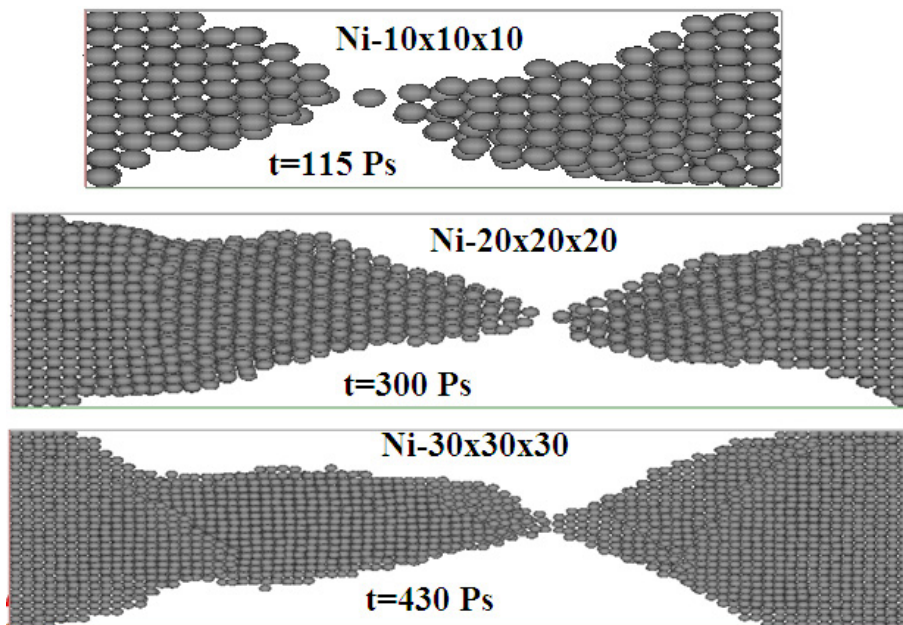 Ni-10x10x10
t=115 Ps
Ni-20x20x20
t=300 Ps
Ni-30x30x30
t=430 Ps